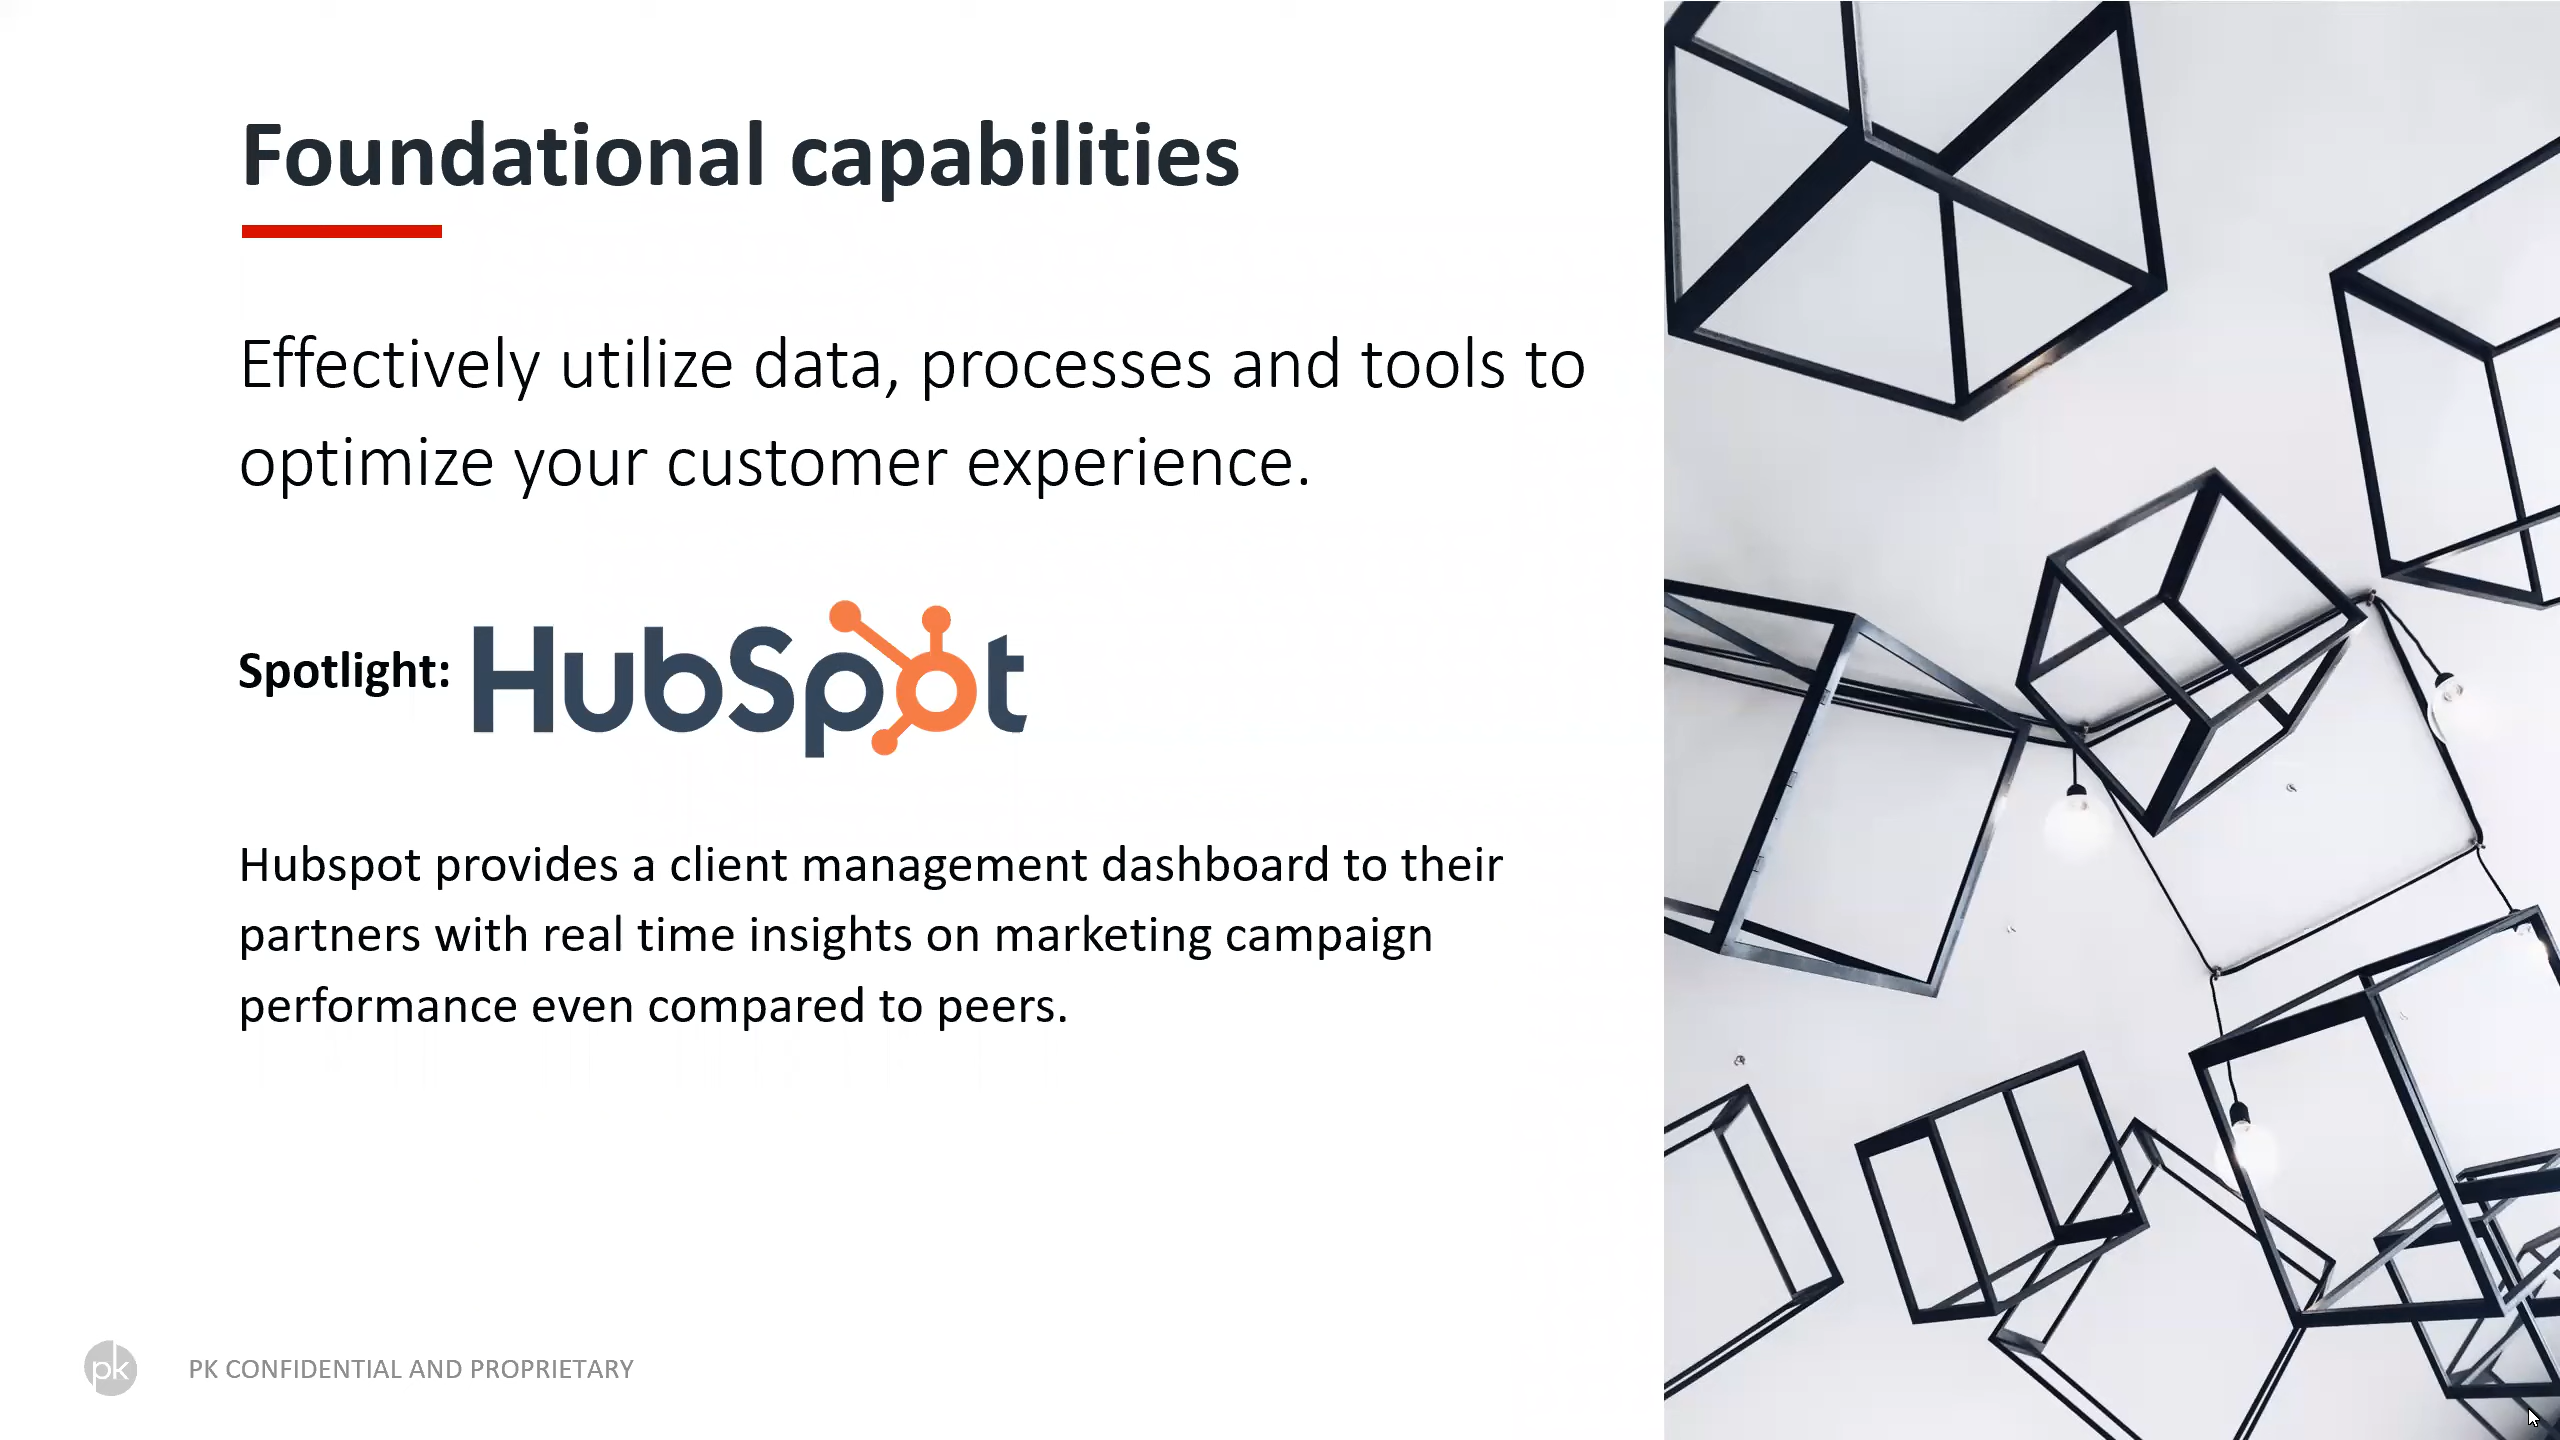 Foundational capabilities
Effectively utilize data, processes and tools to
optimize your customer experience.
Spotlight: HubSpot
Hubspot provides a client management dashboard to their
partners with real time insights on marketing campaign
performance even compared to peers.
pk PK CONFIDENTIAL AND PROPRIETARY